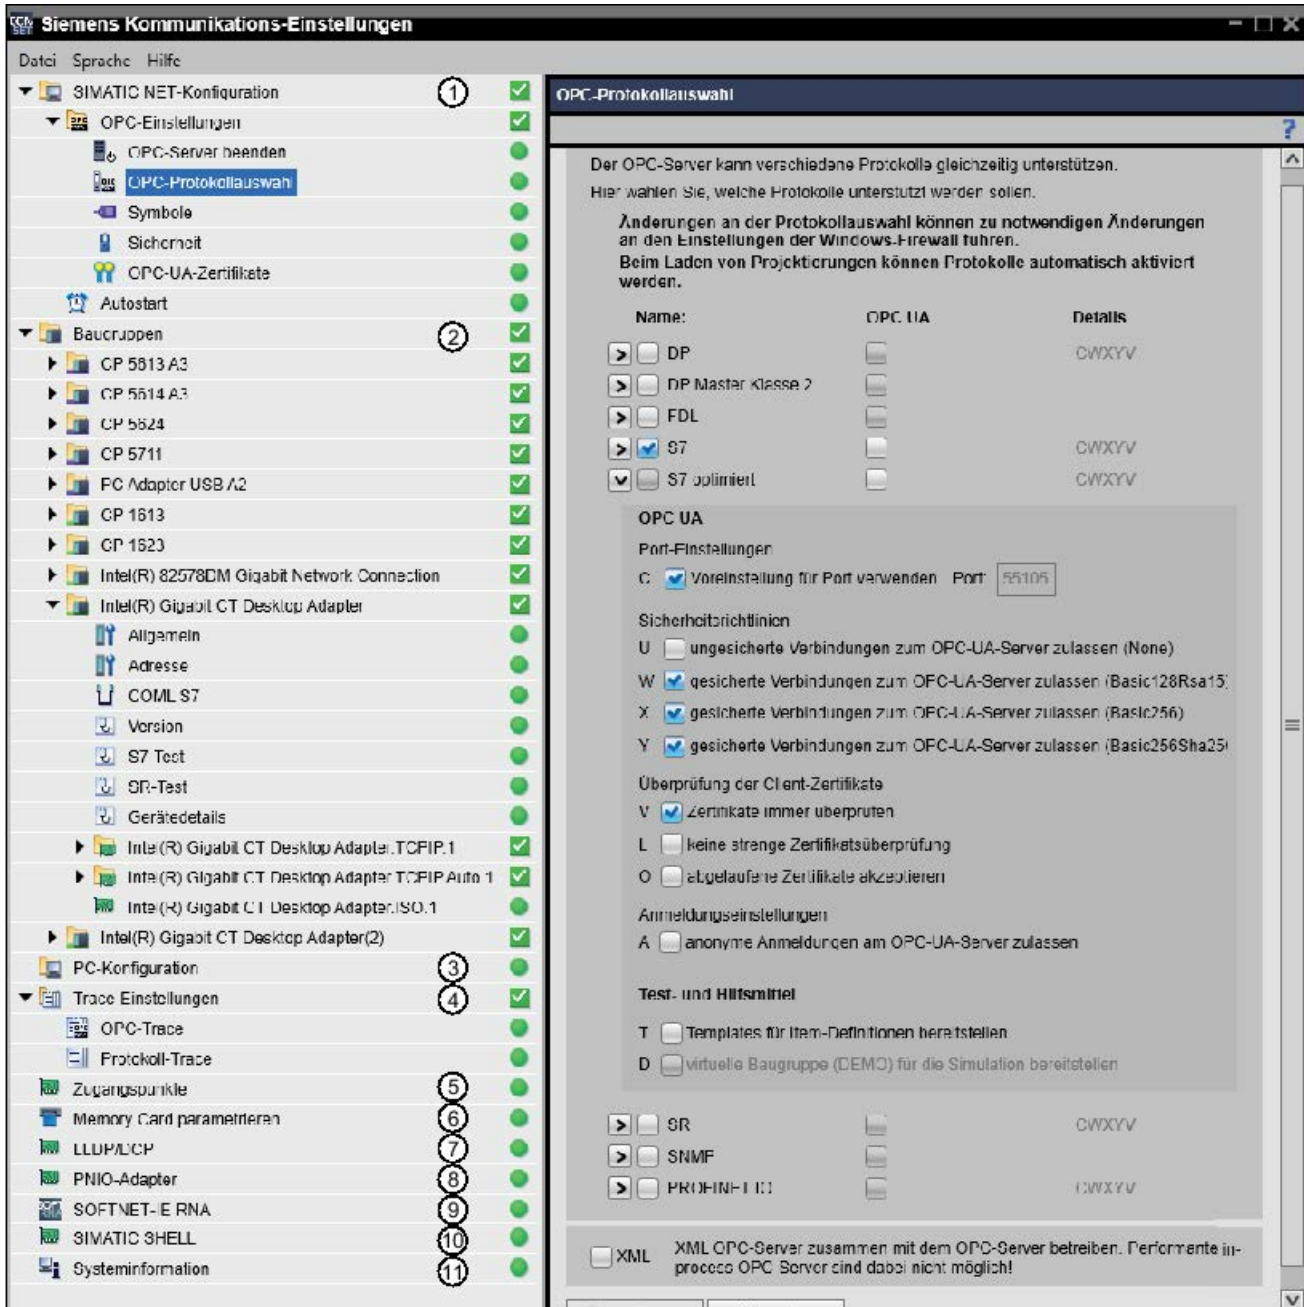 Siemens Kommunikations-Einstellungen
Datei Sprache Hilfe
SIMATIC NET-Konfiguration 1
OPC-Einstellungen
OPC-Server beenden
OPC-Protokollauswahl
Symbole
Sicherheit
OPC-UA-Zertifikate
Autostart
Baugruppen 2
CP 5613 A3
CP 5614 A3
CP 5624
CP 5711
PC Adapter USB A2
CP 1613
CP 1623
Intel(R) 82578DM Gigabit Network Connection
Intel(R) Gigabit CT Desktop Adapter
Allgemein
Adresse
COML S7
Version
S7 Test
SR-Test
Gerätedetails
Intel(R) Gigabit CT Desktop Adapter.TCPIP.1
Intel(R) Gigabit CT Desktop Adapter TCPIP.Auto 1
Intel(R) Gigabit CT Desktop Adapter.ISO.1
Intel(R) Gigabit CT Desktop Adapter(2)
PC-Konfiguration 3
Trace Einstellungen 4
OPC-Trace
Protokoll-Trace
Zugangspunkte 5
Memory Card parametrieren 6
LLDP/DCP 7
PNIO-Adapter 8
SOFTNET-IE RNA 9
SIMATIC SHELL 10
Systeminformation 11
OPC-Protokollauswahl
?
Der OPC-Server kann verschiedene Protokolle gleichzeitig unterstützen.
Hier wählen Sie, welche Protokolle unterstützt werden sollen.
Änderungen an der Protokollauswahl können zu notwendigen Änderungen
an den Einstellungen der Windows-Firewall führen.
Beim Laden von Projektierungen können Protokolle automatisch aktiviert
werden.
Name: OPC UA Details
DP CWXYV
DP Master Klasse 2
FDL
S7 CWXYV
S7 optimiert CWXYV
OPC UA
Port-Einstellungen
C Voreinstellung für Port verwenden Port: 55105
Sicherheitsrichtlinien
U ungesicherte Verbindungen zum OPC-UA-Server zulassen (None)
W gesicherte Verbindungen zum OPC-UA-Server zulassen (Basic128Rsa15)
X gesicherte Verbindungen zum OPC-UA-Server zulassen (Basic256)
Y gesicherte Verbindungen zum OPC-UA-Server zulassen (Basic256Sha25
Überprüfung der Client-Zertifikate
V Zertifikate immer überprüfen
L keine strenge Zertifikatsüberprüfung
O abgelaufene Zertifikate akzeptieren
Anmeldungseinstellungen
A anonyme Anmeldungen am OPC-UA-Server zulassen
Test- und Hilfsmittel
T Templates für Item-Definitionen bereitstellen
D virtuelle Baugruppe (DEMO) für die Simulation bereitstellen
SR CWXYV
SNMP
PROFINET IO CWXYV
XML XML OPC-Server zusammen mit dem OPC-Server betreiben. Performante in-
process OPC Server sind dabei nicht möglich!